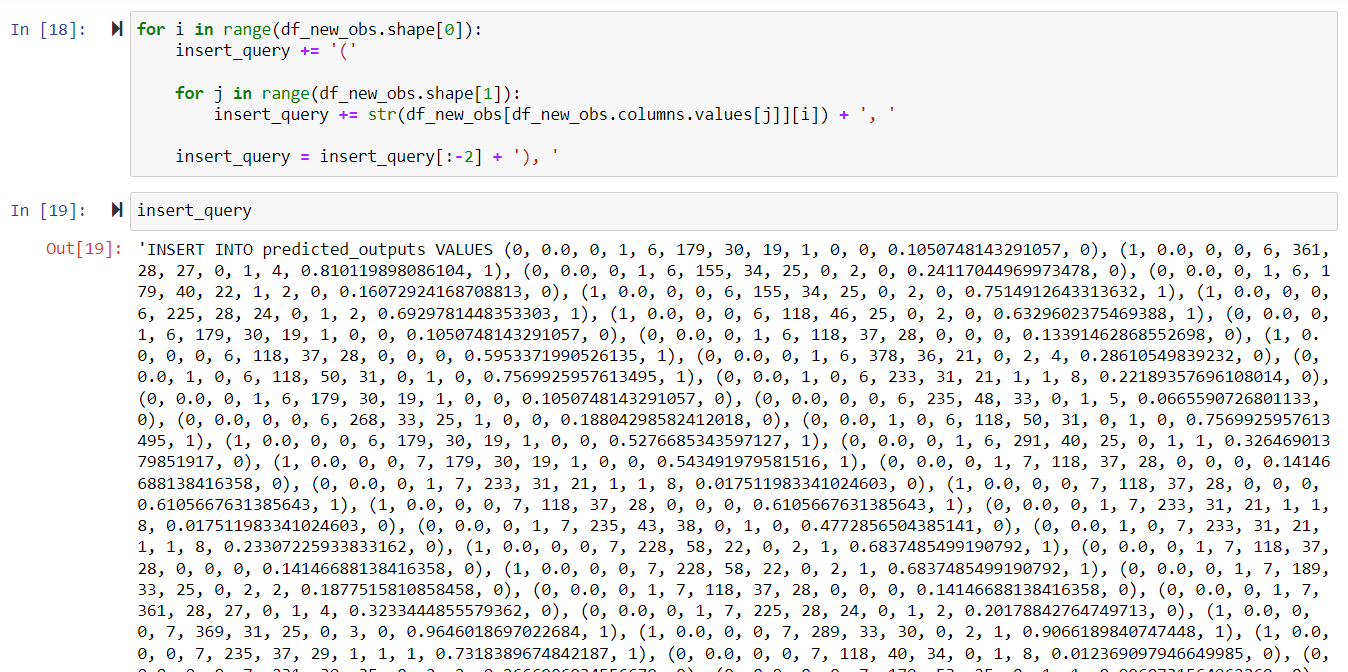 In [18]: for i in range(df_new_obs.shape[0]):
insert_query += '('
for j in range(df_new_obs.shape[1]):
insert_query += str(df_new_obs[df_new_obs.columns.values[j]][i]) + ', '
insert_query = insert_query[:-2] + '), '
In [19]: insert_query
Out[19]: 'INSERT INTO predicted_outputs VALUES (0, 0.0, 0, 1, 6, 179, 30, 19, 1, 0, 0, 0.1050748143291057, 0), (1, 0.0, 0, 0, 6, 361,
28, 27, 0, 1, 4, 0.810119898086104, 1), (0, 0.0, 0, 1, 6, 155, 34, 25, 0, 2, 0, 0.24117044969973478, 0), (0, 0.0, 0, 1, 6, 1
79, 40, 22, 1, 2, 0, 0.16072924168708813, 0), (1, 0.0, 0, 0, 6, 155, 34, 25, 0, 2, 0, 0.7514912643313632, 1), (1, 0.0, 0, 0,
6, 225, 28, 24, 0, 1, 2, 0.6929781448353303, 1), (1, 0.0, 0, 0, 6, 118, 46, 25, 0, 2, 0, 0.6329602375469388, 1), (0, 0.0, 0,
1, 6, 179, 30, 19, 1, 0, 0, 0.1050748143291057, 0), (0, 0.0, 0, 1, 6, 118, 37, 28, 0, 0, 0, 0.13391462868552698, 0), (1, 0.
0, 0, 0, 6, 118, 37, 28, 0, 0, 0, 0.5953371990526135, 1), (0, 0.0, 0, 1, 6, 378, 36, 21, 0, 2, 4, 0.28610549839232, 0), (0,
0.0, 1, 0, 6, 118, 50, 31, 0, 1, 0, 0.7569925957613495, 1), (0, 0.0, 1, 0, 6, 233, 31, 21, 1, 1, 8, 0.22189357696108014, 0),
(0, 0.0, 0, 1, 6, 179, 30, 19, 1, 0, 0, 0.1050748143291057, 0), (0, 0.0, 0, 0, 6, 235, 48, 33, 0, 1, 5, 0.0665590726801133,
0), (0, 0.0, 0, 0, 6, 268, 33, 25, 1, 0, 0, 0.18804298582412018, 0), (0, 0.0, 1, 0, 6, 118, 50, 31, 0, 1, 0, 0.7569925957613
495, 1), (1, 0.0, 0, 0, 6, 179, 30, 19, 1, 0, 0, 0.5276685343597127, 1), (0, 0.0, 0, 1, 6, 291, 40, 25, 0, 1, 1, 0.326469013
79851917, 0), (1, 0.0, 0, 0, 7, 179, 30, 19, 1, 0, 0, 0.543491979581516, 1), (0, 0.0, 0, 1, 7, 118, 37, 28, 0, 0, 0, 0.14146
688138416358, 0), (0, 0.0, 0, 1, 7, 233, 31, 21, 1, 1, 8, 0.017511983341024603, 0), (1, 0.0, 0, 0, 7, 118, 37, 28, 0, 0, 0,
0.6105667631385643, 1), (1, 0.0, 0, 0, 7, 118, 37, 28, 0, 0, 0, 0.6105667631385643, 1), (0, 0.0, 0, 1, 7, 233, 31, 21, 1, 1,
8, 0.017511983341024603, 0), (0, 0.0, 0, 1, 7, 235, 43, 38, 0, 1, 0, 0.4772856504385141, 0), (0, 0.0, 1, 0, 7, 233, 31, 21,
1, 1, 8, 0.23307225933833162, 0), (1, 0.0, 0, 0, 7, 228, 58, 22, 0, 2, 1, 0.6837485499190792, 1), (0, 0.0, 0, 1, 7, 118, 37,
28, 0, 0, 0, 0.14146688138416358, 0), (1, 0.0, 0, 0, 7, 228, 58, 22, 0, 2, 1, 0.6837485499190792, 1), (0, 0.0, 0, 1, 7, 189,
33, 25, 0, 2, 2, 0.1877515810858458, 0), (0, 0.0, 0, 1, 7, 118, 37, 28, 0, 0, 0, 0.14146688138416358, 0), (0, 0.0, 0, 1, 7,
361, 28, 27, 0, 1, 4, 0.3233444855579362, 0), (0, 0.0, 0, 1, 7, 225, 28, 24, 0, 1, 2, 0.20178842764749713, 0), (1, 0.0, 0,
0, 7, 369, 31, 25, 0, 3, 0, 0.9646018697022684, 1), (1, 0.0, 0, 0, 7, 289, 33, 30, 0, 2, 1, 0.9066189840747448, 1), (1, 0.0,
0, 0, 7, 235, 37, 29, 1, 1, 1, 0.7318389674842187, 1), (0, 0.0, 0, 0, 7, 118, 40, 34, 0, 1, 8, 0.012369097946649985, 0), (0,